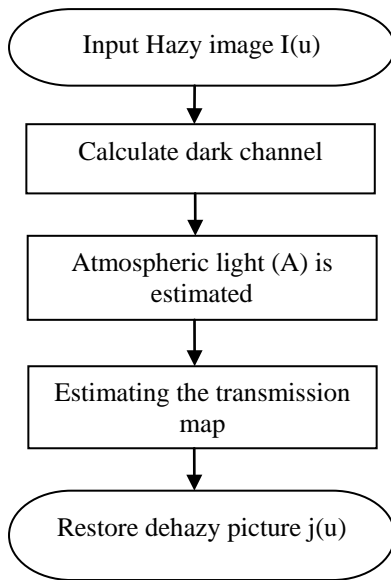 Input Hazy image I(u)
Calculate dark channel
Atmospheric light (A) is
estimated
Estimating the transmission
map
Restore dehazy picture j(u)